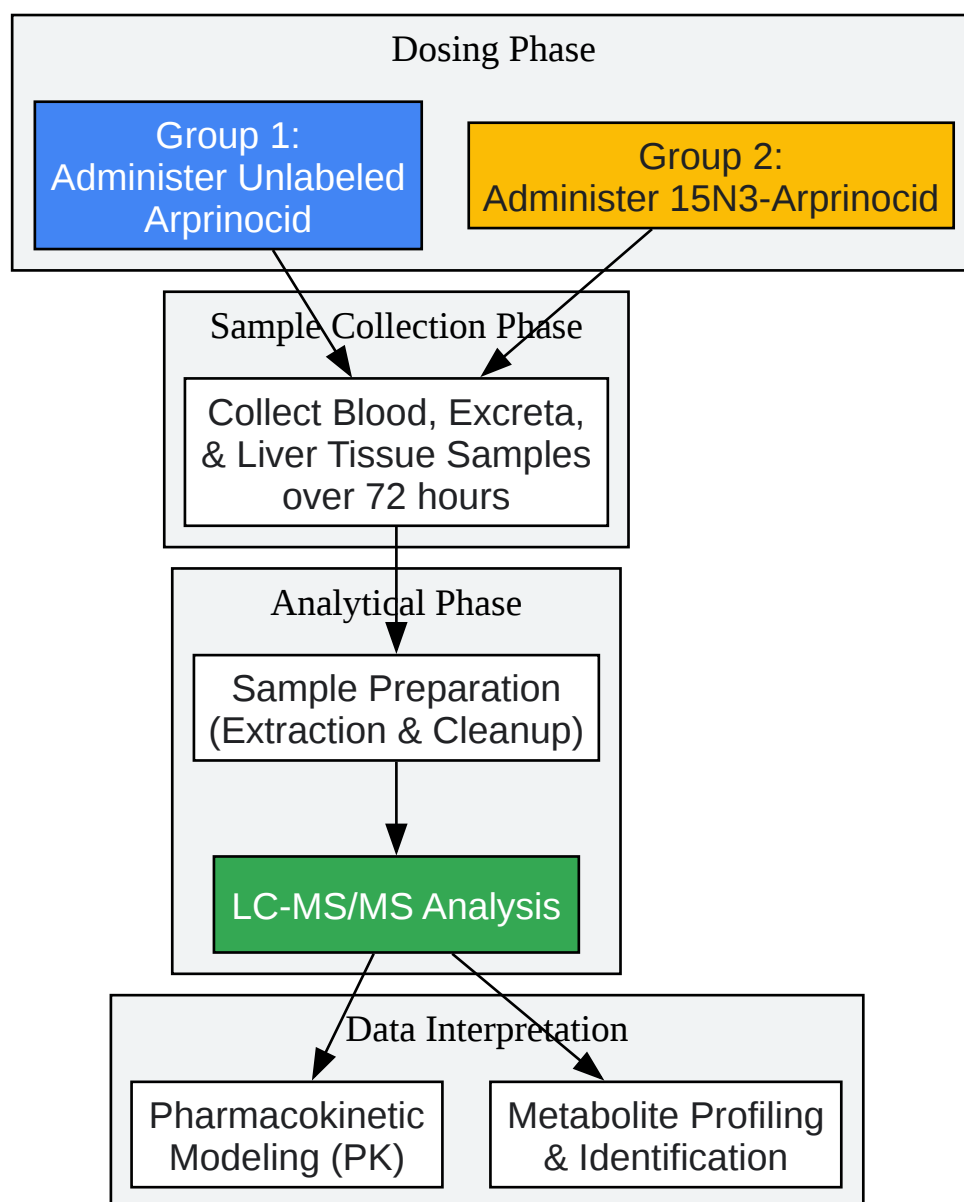 Dosing Phase
Group 1:
Administer Unlabeled
Arprinocid
Group 2:
Administer 15N3-Arprinocid
Sample Collection Phase
Collect Blood, Excreta,
& Liver Tissue Samples
over 72 hours
Analytical Phase
Sample Preparation
(Extraction & Cleanup)
LC-MS/MS Analysis
Data Interpretation
Pharmacokinetic
Modeling (PK)
Metabolite Profiling
& Identification